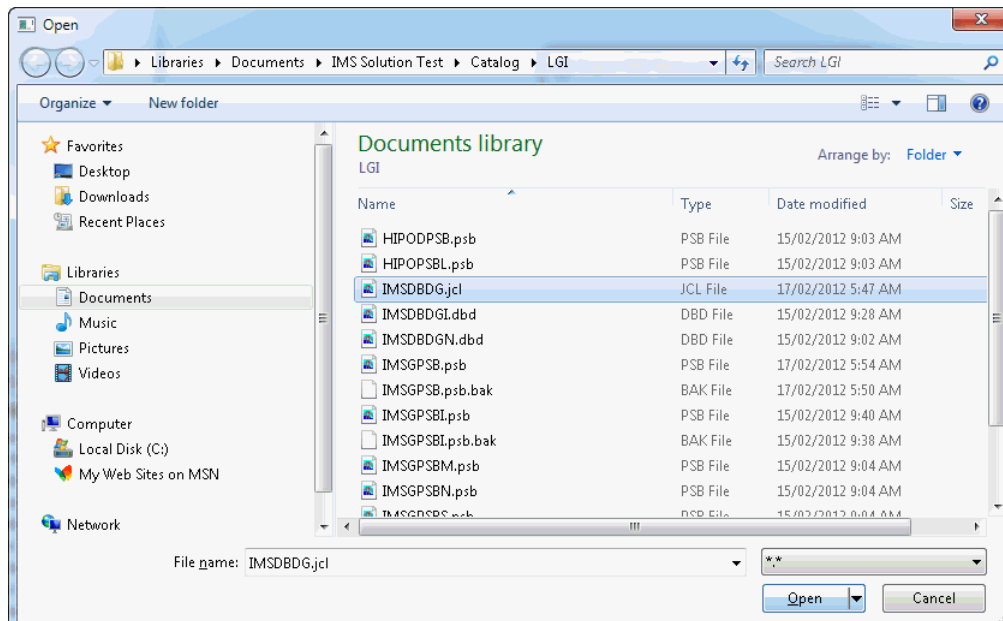 Open
Libraries Documents IMS Solution Test Catalog LGI Search LGI
Organize New folder
Favorites
Desktop
Downloads
Recent Places
Libraries
Documents
Music
Pictures
Videos
Computer
Local Disk (C:)
My Web Sites on MSN
Network
Documents library
LGI
Arrange by: Folder
Name Type Date modified Size
HIPODPSB.psb PSB File 15/02/2012 9:03 AM
HIPOPSBL.psb PSB File 15/02/2012 9:03 AM
IMSDBDG.jcl JCL File 17/02/2012 5:47 AM
IMSDBDGI.dbd DBD File 15/02/2012 9:28 AM
IMSDBDGN.dbd DBD File 15/02/2012 9:02 AM
IMSGPSB.psb PSB File 17/02/2012 5:54 AM
IMSGPSB.psb.bak BAK File 17/02/2012 5:50 AM
IMSGPSBI.psb PSB File 15/02/2012 9:40 AM
IMSGPSBI.psb.bak BAK File 15/02/2012 9:38 AM
IMSGPSBM.psb PSB File 15/02/2012 9:04 AM
IMSGPSBN.psb PSB File 15/02/2012 9:04 AM
PSB File 15/02/2012 9:04 AM
File name: IMSDBDG.jcl *.*
Open Cancel